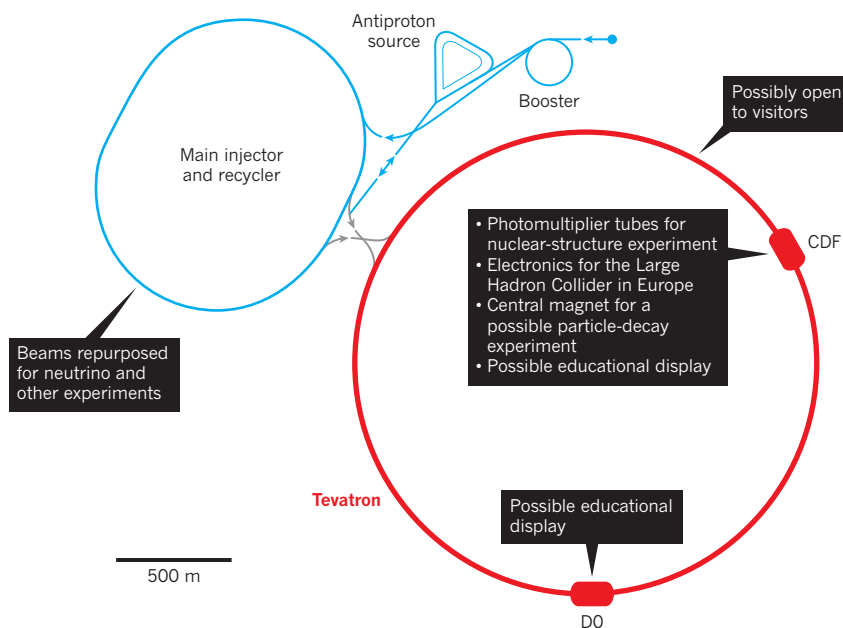 Antiproton
source
Booster
Possibly open
to visitors
Main injector
and recycler
• Photomultiplier tubes for
nuclear-structure experiment
• Electronics for the Large
Hadron Collider in Europe
• Central magnet for a
possible particle-decay
experiment
• Possible educational display
CDF
Beams repurposed
for neutrino and
other experiments
Tevatron
Possible educational
display
500 m
D0